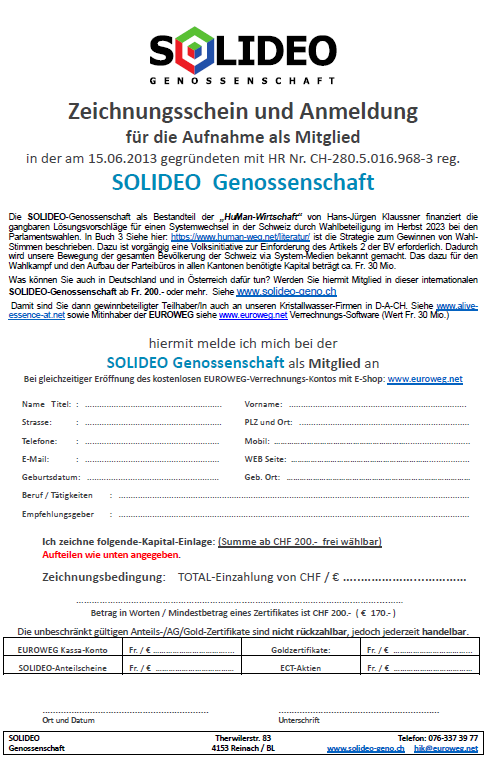 SOLIDEO
GENOSSENSCHAFT
Zeichnungsschein und Anmeldung
für die Aufnahme als Mitglied
in der am 15.06.2013 gegründeten mit HR Nr. CH-280.5.016.968-3 reg.
SOLIDEO Genossenschaft
Die SOLIDEO-Genossenschaft als Bestandteil der „HuMan-Wirtschaft" von Hans-Jürgen Klaussner finanziert die
gangbaren Lösungsvorschläge für einen Systemwechsel in der Schweiz durch Wahlbeteiligung im Herbst 2023 bei den
Parlamentswahlen. In Buch 3 Siehe hier: https://www.human-weg.net/literatur/ ist die Strategie zum Gewinnen von Wahl-
Stimmen beschrieben. Dazu ist vorgängig eine Volksinitiative zur Einforderung des Artikels 2 der BV erforderlich. Dadurch
wird unsere Bewegung der gesamten Bevölkerung der Schweiz via System-Medien bekannt gemacht. Das dazu für den
Wahlkampf und den Aufbau der Parteibüros in allen Kantonen benötigte Kapital beträgt ca. Fr. 30 Mio.
Was können Sie auch in Deutschland und in Österreich dafür tun? Werden Sie hiermit Mitglied in dieser internationalen
SOLIDEO-Genossenschaft ab Fr. 200.- oder mehr. Siehe www.solideo-geno.ch
Damit sind Sie dann gewinnbeteiligter Teilhaber/In auch an unseren Kristallwasser-Firmen in D-A-CH. Siehe www.alive-
essence-at.net sowie Mitinhaber der EUROWEG siehe www.euroweg.net Verrechnungs-Software (Wert Fr. 30 Mio.)
hiermit melde ich mich bei der
SOLIDEO Genossenschaft als Mitglied an
Bei gleichzeitiger Eröffnung des kostenlosen EUROWEG-Verrechnungs-Kontos mit E-Shop: www.euroweg.net
Name Titel: : ................................................ Vorname: ................................................
Strasse: : ................................................ PLZ und Ort: ................................................
Telefone: : ................................................ Mobil: ................................................
E-Mail: : ................................................ WEB Seite: ................................................
Geburtsdatum: : ................................................ Geb. Ort: ................................................
Beruf / Tätigkeiten : ................................................
Empfehlungsgeber : ................................................
Ich zeichne folgende-Kapital-Einlage: (Summe ab CHF 200.- frei wählbar)
Aufteilen wie unten angegeben.
Zeichnungsbedingung: TOTAL-Einzahlung von CHF / € ................................
................................................................................
Betrag in Worten / Mindestbetrag eines Zertifikates ist CHF 200.- ( € 170.- )
Die unbeschränkt gültigen Anteils-/AG/Gold-Zertifikate sind nicht rückzahlbar, jedoch jederzeit handelbar.
EUROWEG Kassa-Konto Fr. / € ................................ Goldzertifikate: Fr. / € ................................
SOLIDEO-Anteilscheine Fr. / € ................................ ECT-Aktien Fr. / € ................................
................................................ ................................................
Ort und Datum Unterschrift
SOLIDEO Therwilerstr. 83 Telefon: 076-337 39 77
Genossenschaft 4153 Reinach / BL www.solideo-geno.ch hjk@euroweg.net